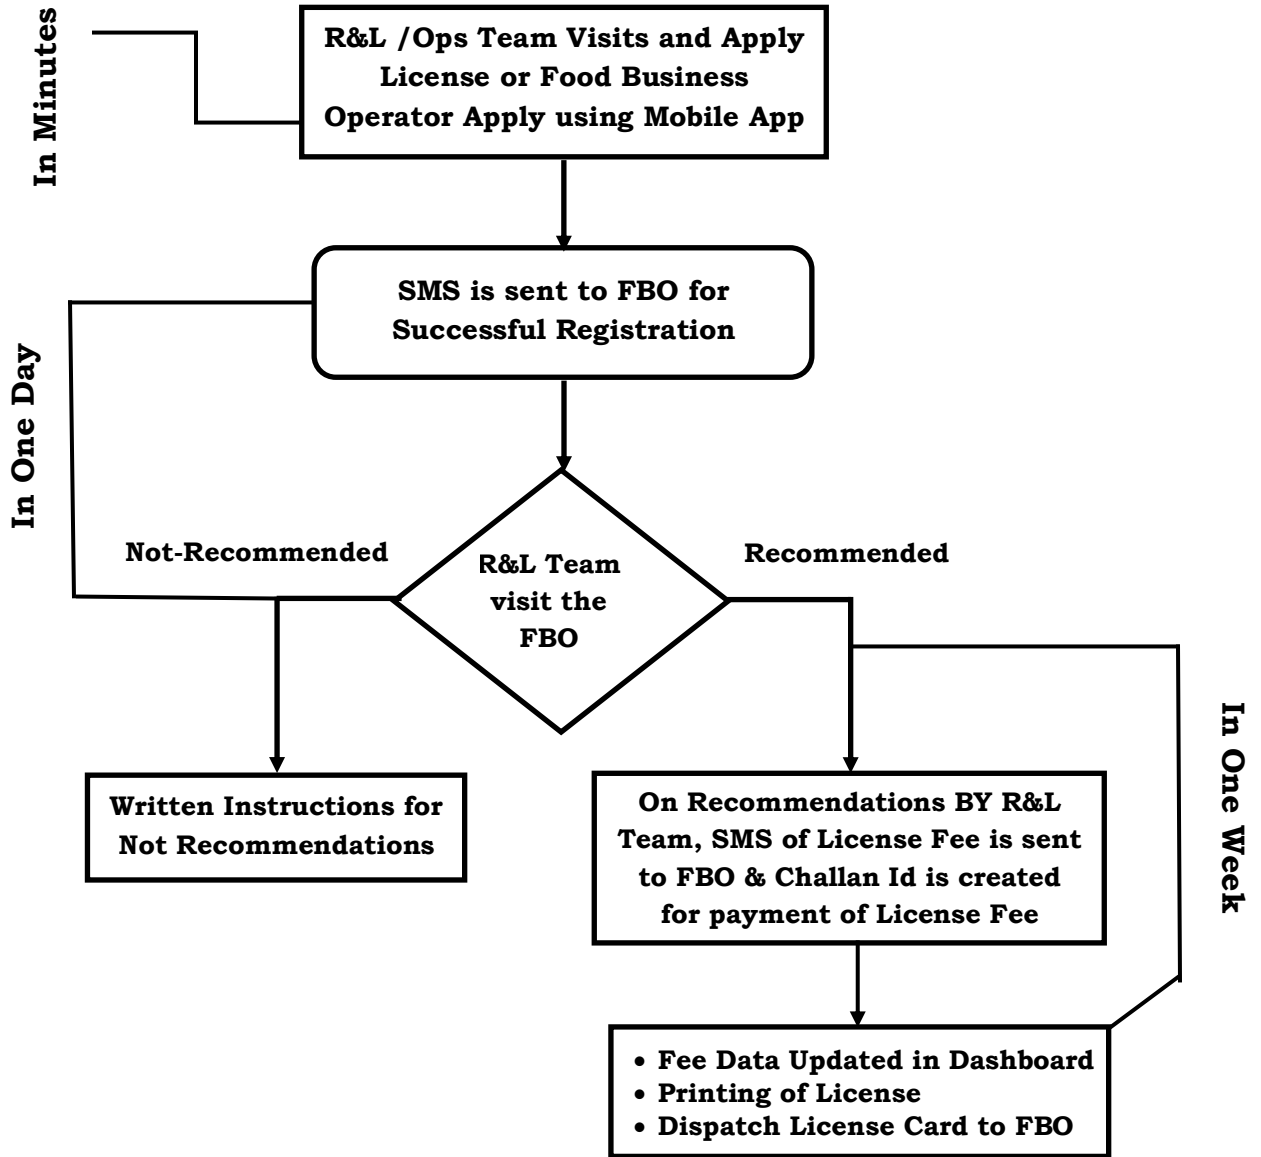 In Minutes
R&L /Ops Team Visits and Apply
License or Food Business
Operator Apply using Mobile App
SMS is sent to FBO for
Successful Registration
In One Day
Not-Recommended
R&L Team
visit the
FBO
Recommended
In One Week
Written Instructions for
Not Recommendations
On Recommendations BY R&L
Team, SMS of License Fee is sent
to FBO & Challan Id is created
for payment of License Fee
• Fee Data Updated in Dashboard
• Printing of License
• Dispatch License Card to FBO